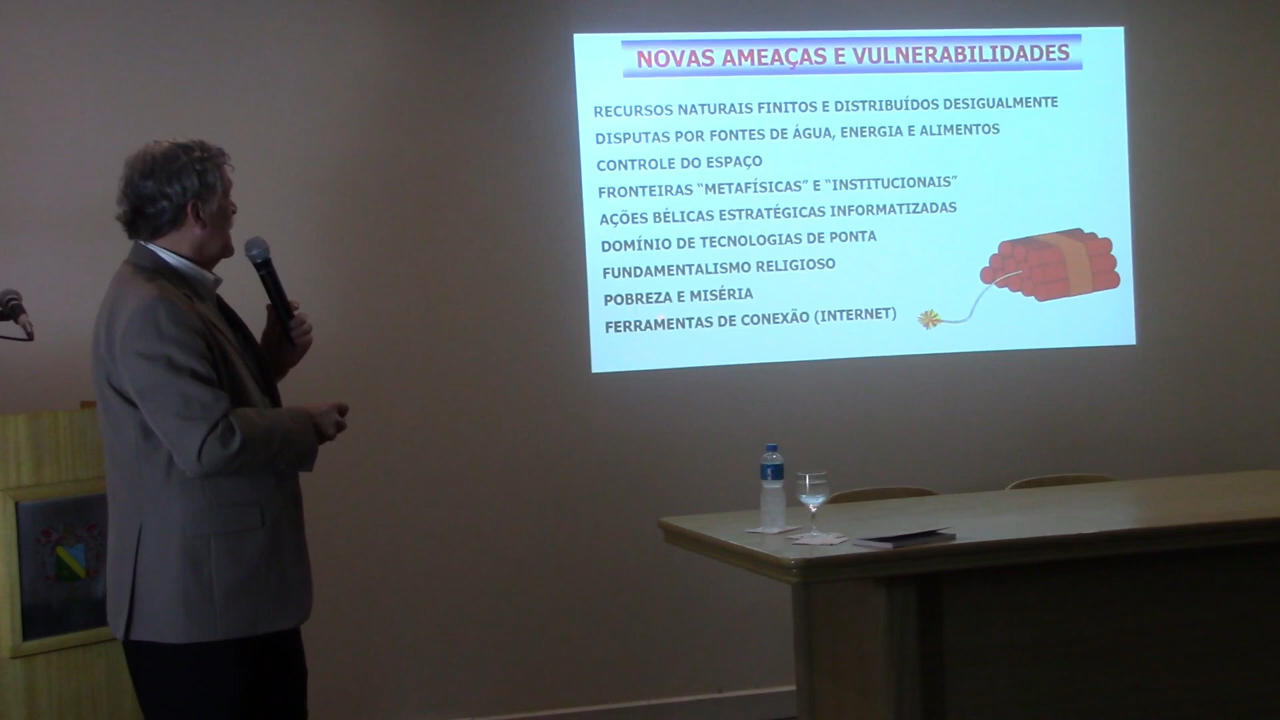 NOVAS AMEAÇAS E VULNERABILIDADES
RECURSOS NATURAIS FINITOS E DISTRIBUÍDOS DESIGUALMENTE
DISPUTAS POR FONTES DE ÁGUA, ENERGIA E ALIMENTOS
CONTROLE DO ESPAÇO
FRONTEIRAS “METAFÍSICAS” E “INSTITUCIONAIS”
AÇÕES BÉLICAS ESTRATÉGICAS INFORMATIZADAS
DOMÍNIO DE TECNOLOGIAS DE PONTA
FUNDAMENTALISMO RELIGIOSO
POBREZA E MISÉRIA
FERRAMENTAS DE CONEXÃO (INTERNET)